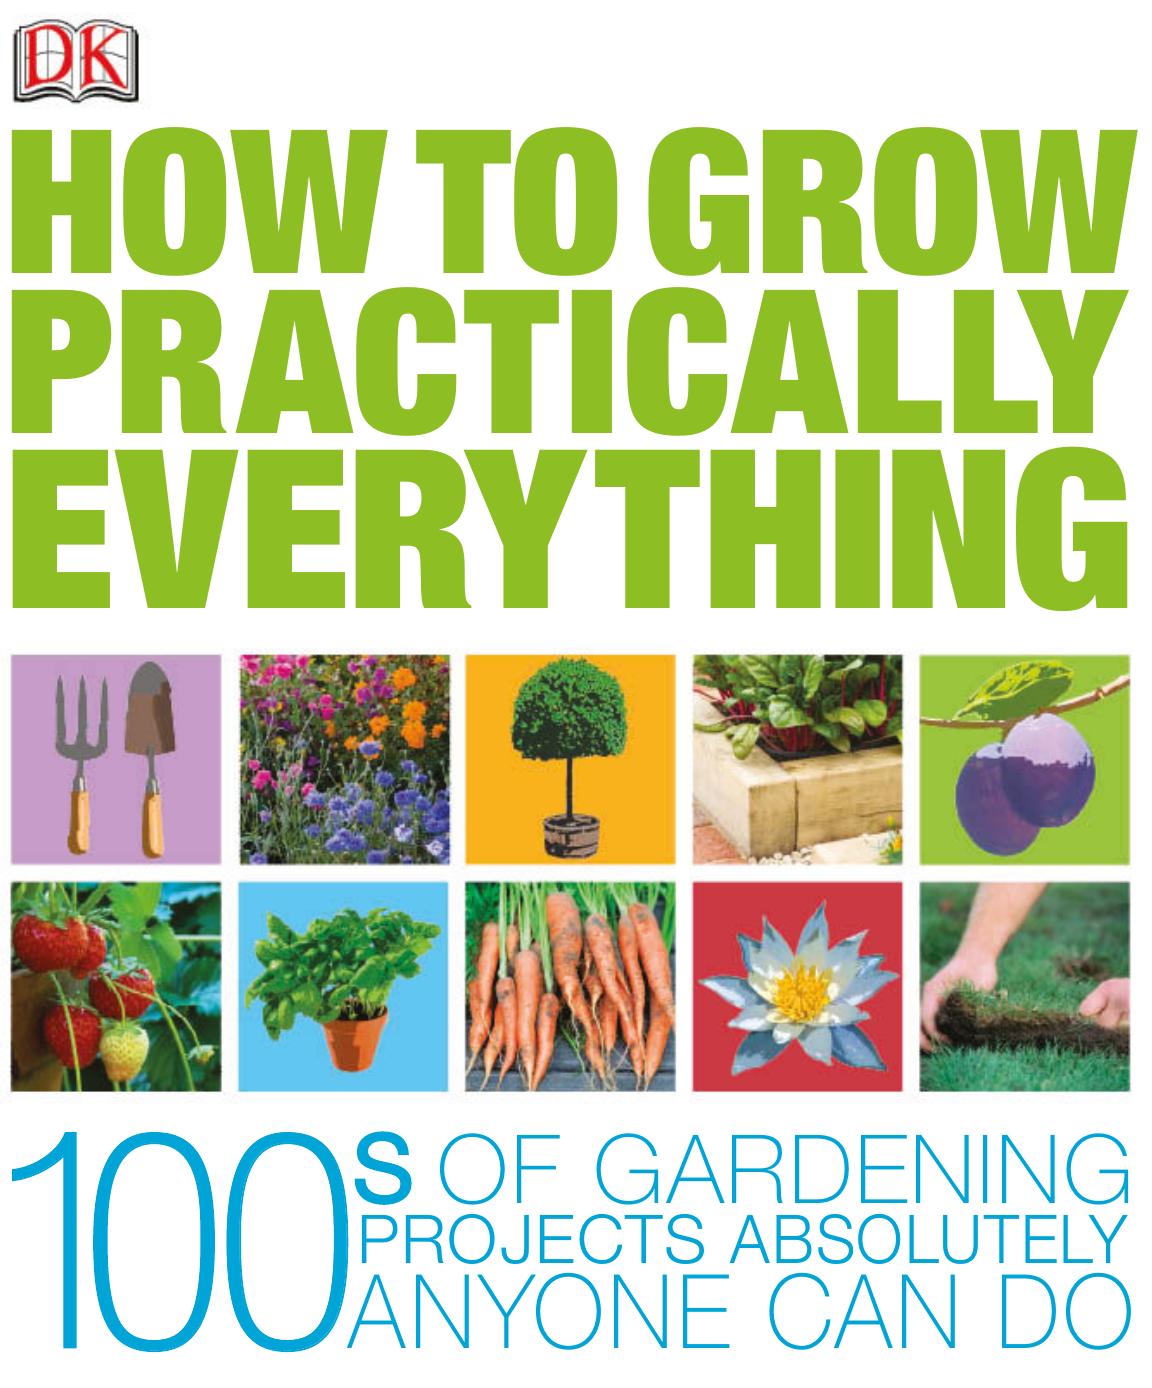 DK
HOW TO GROW
PRACTICALLY
EVERYTHING
100S OF GARDENING
PROJECTS ABSOLUTELY
ANYONE CAN DO